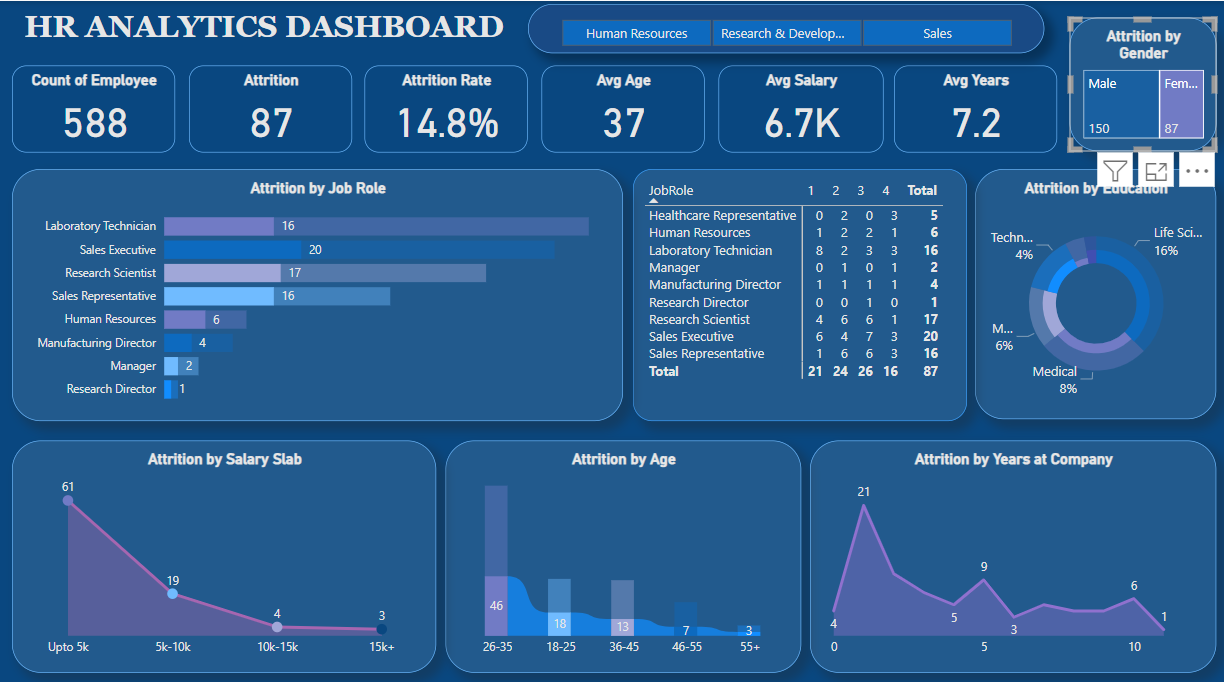 HR ANALYTICS DASHBOARD
Human Resources
Research & Develop...
Sales
Attrition by
Gender
Male
Fem...
150
87
Count of Employee
588
Attrition
87
Attrition Rate
14.8%
Avg Age
37
Avg Salary
6.7K
Avg Years
7.2
Attrition by Job Role
Laboratory Technician 16
Sales Executive 20
Research Scientist 17
Sales Representative 16
Human Resources 6
Manufacturing Director 4
Manager 2
Research Director 1
JobRole 1 2 3 4 Total
Healthcare Representative 0 2 0 3 5
Human Resources 1 2 2 1 6
Laboratory Technician 8 2 3 3 16
Manager 0 1 0 1 2
Manufacturing Director 1 1 1 1 4
Research Director 0 0 1 0 1
Research Scientist 4 6 6 1 17
Sales Executive 6 4 7 3 20
Sales Representative 1 6 6 3 16
Total 21 24 26 16 87
Attrition by Education
Techn...
4%
Life Sci...
16%
M...
6%
Medical
8%
Attrition by Salary Slab
61
19
4
3
Upto 5k 5k-10k 10k-15k 15k+
Attrition by Age
46
18
13
7
3
26-35 18-25 36-45 46-55 55+
Attrition by Years at Company
21
9
6
4
5
3
1
0 5 10